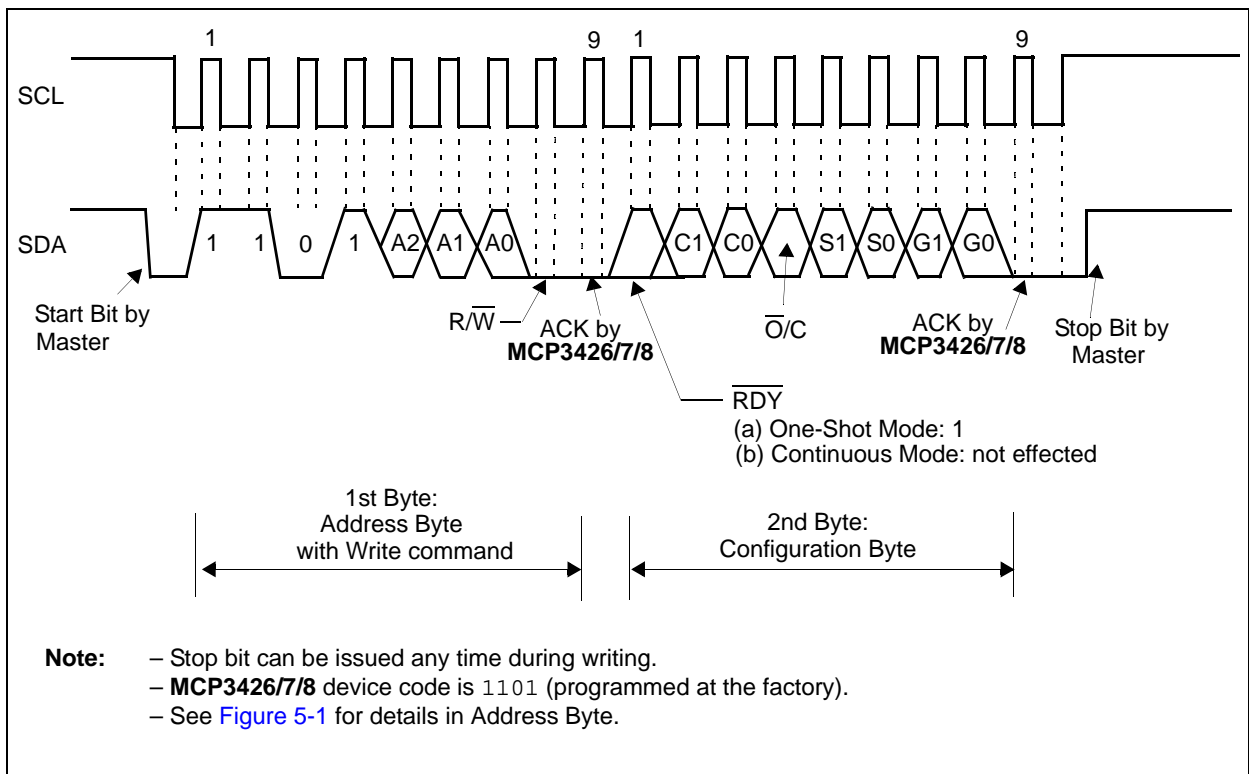 1 9 1 9
SCL
SDA
1 1 0 1 A2 A1 A0 C1 C0 O̅/C S1 S0 G1 G0
Start Bit by
Master
R/W̅
ACK by
MCP3426/7/8
O̅/C
ACK by
MCP3426/7/8
Stop Bit by
Master
R̅D̅Y̅
(a) One-Shot Mode: 1
(b) Continuous Mode: not effected
1st Byte:
Address Byte
with Write command
2nd Byte:
Configuration Byte
Note: – Stop bit can be issued any time during writing.
– MCP3426/7/8 device code is 1101 (programmed at the factory).
– See Figure 5-1 for details in Address Byte.